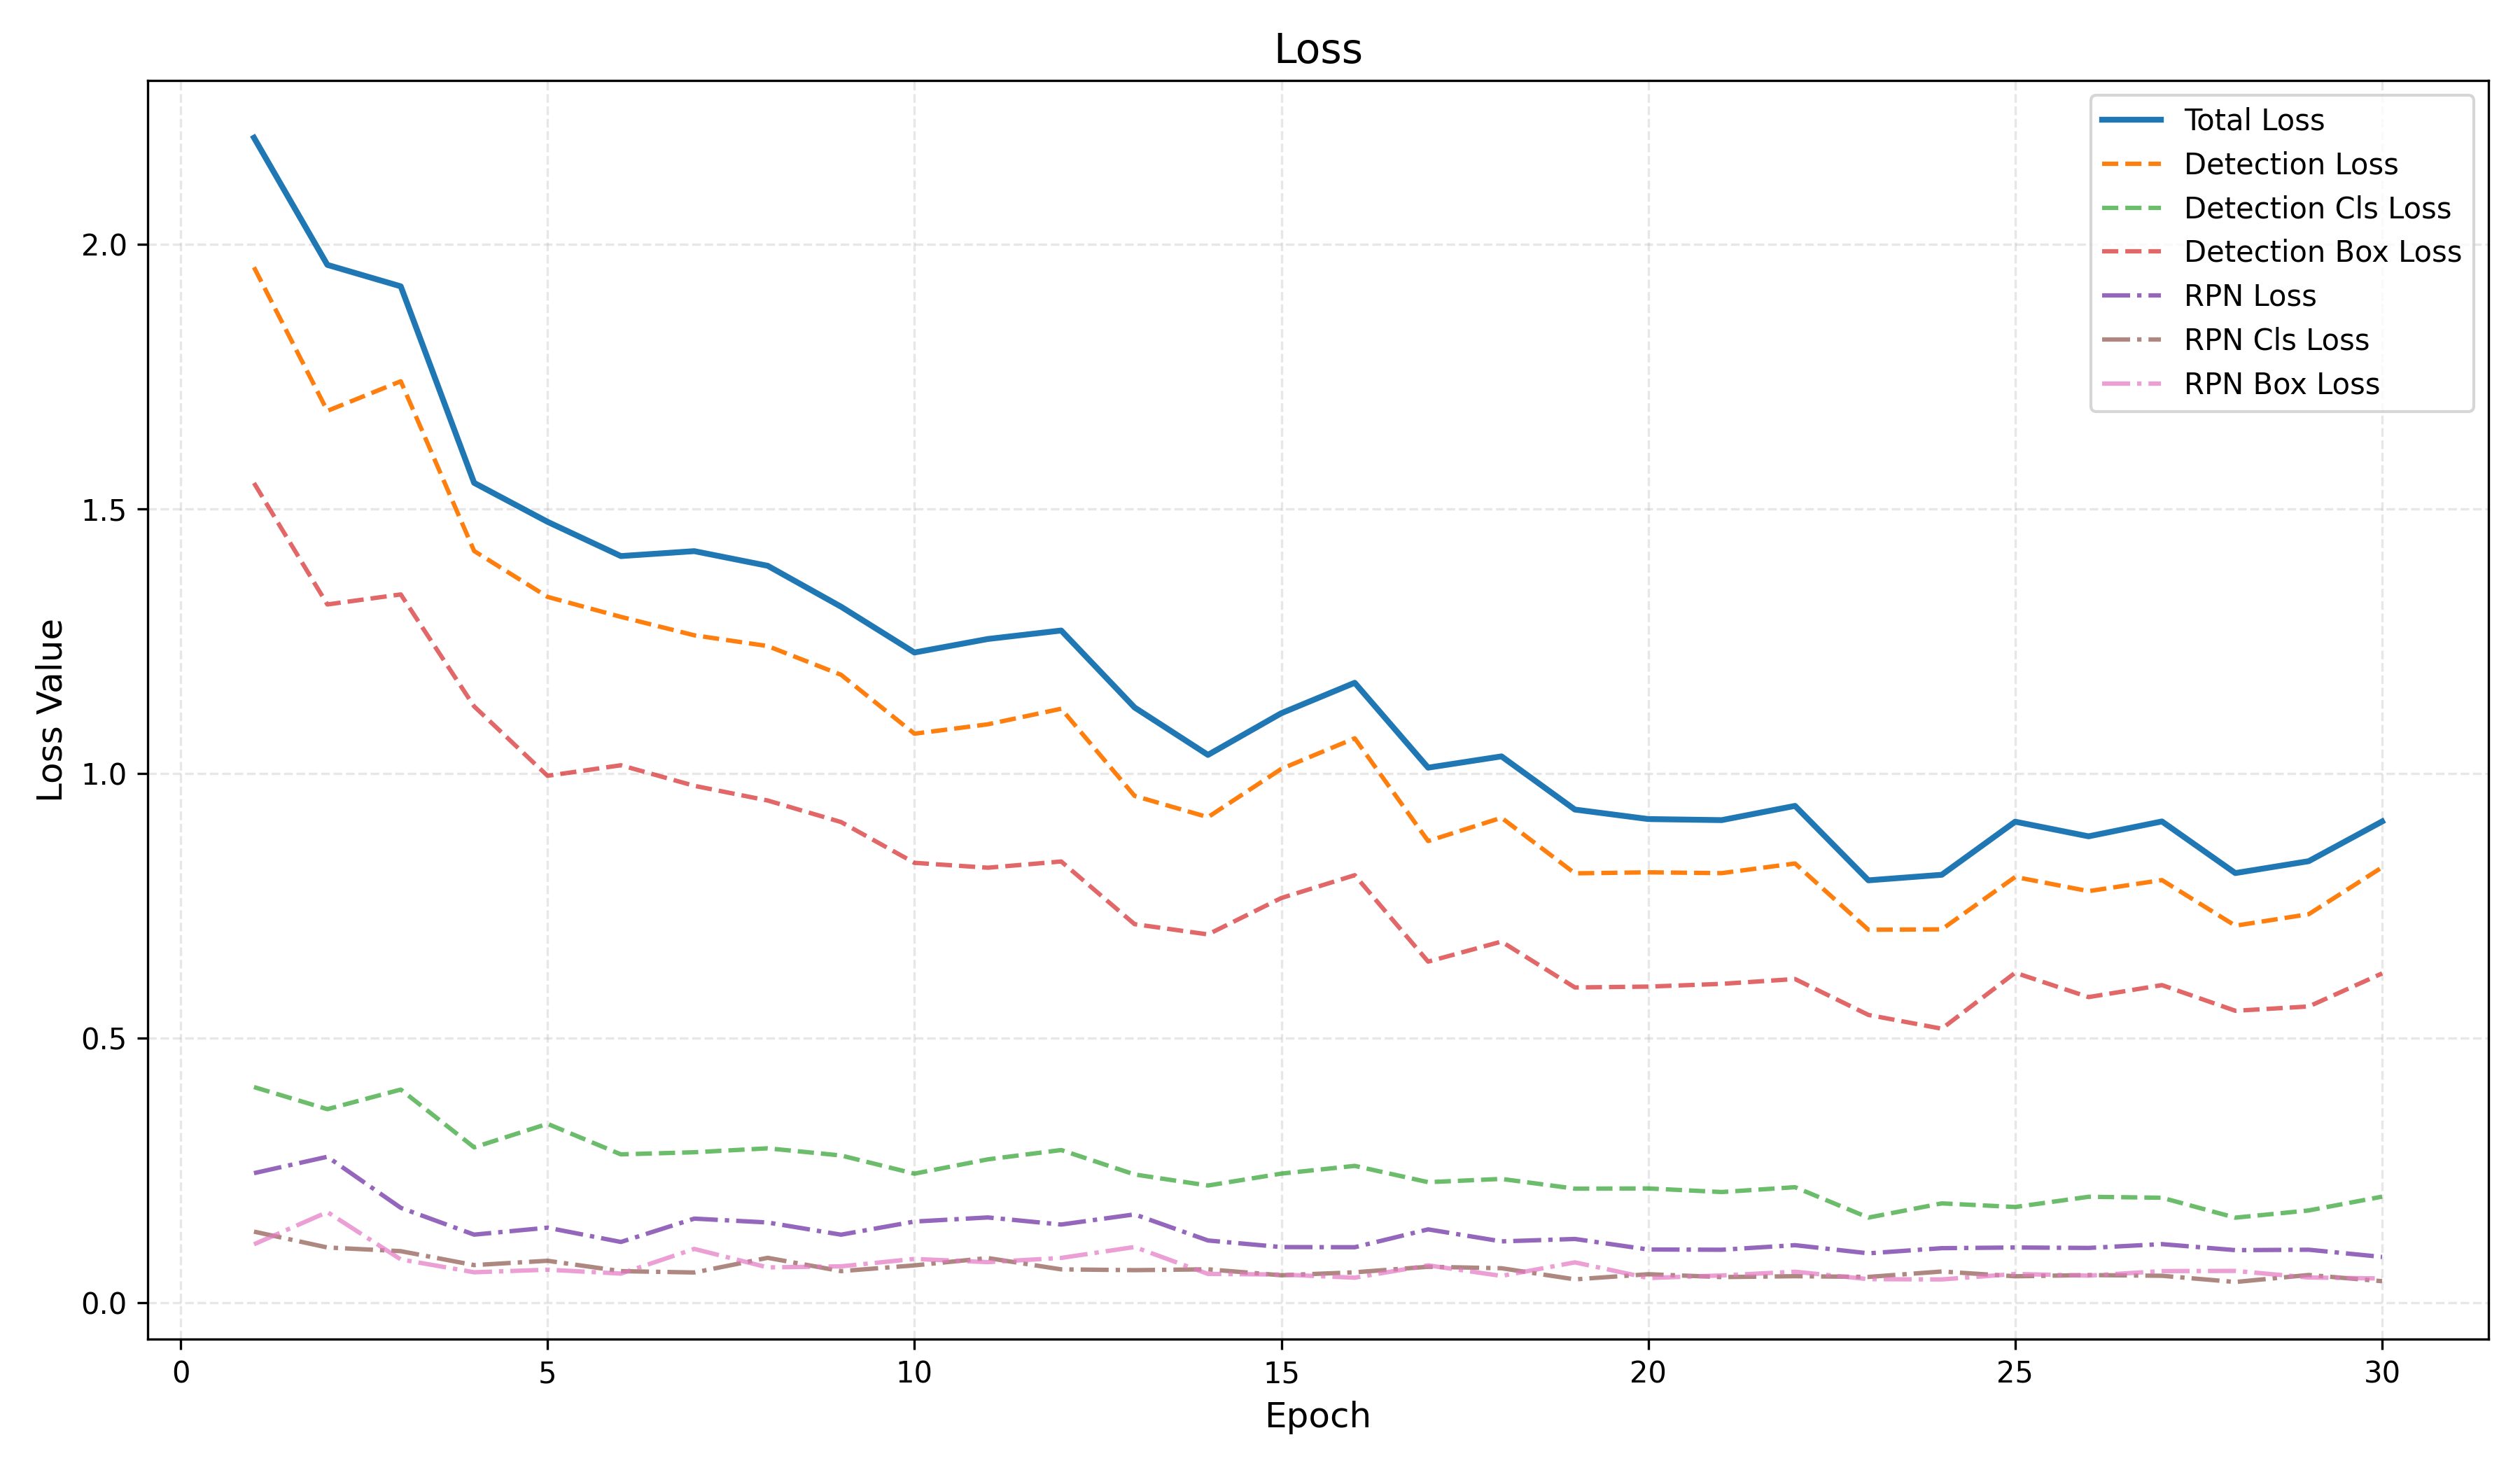 Loss
Total Loss
Detection Loss
Detection Cls Loss
Detection Box Loss
RPN Loss
RPN Cls Loss
RPN Box Loss
Loss Value
2.0
1.5
1.0
0.5
0.0
0 5 10 15 20 25 30
Epoch